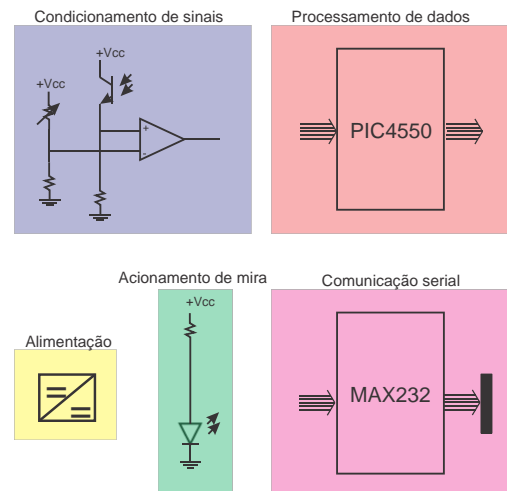 Condicionamento de sinais
Processamento de dados
+Vcc
+Vcc
+
-
PIC4550
Acionamento de mira
Comunicação serial
+Vcc
Alimentação
MAX232